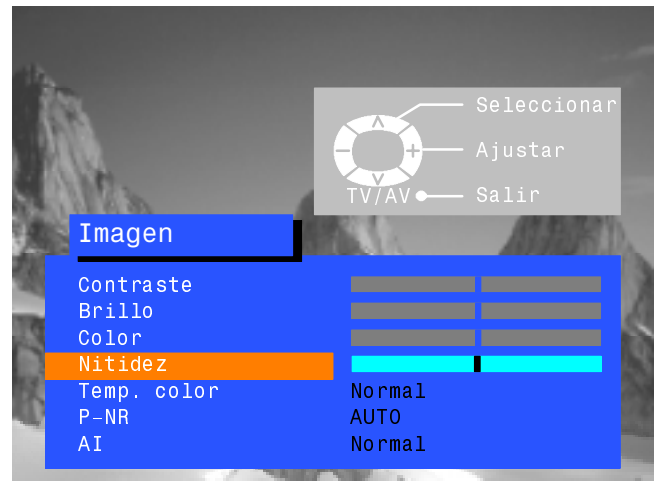 Seleccionar
Ajustar
TV/AV Salir
Imagen
Contraste
Brillo
Color
Nitidez
Temp. color Normal
P-NR AUTO
AI Normal